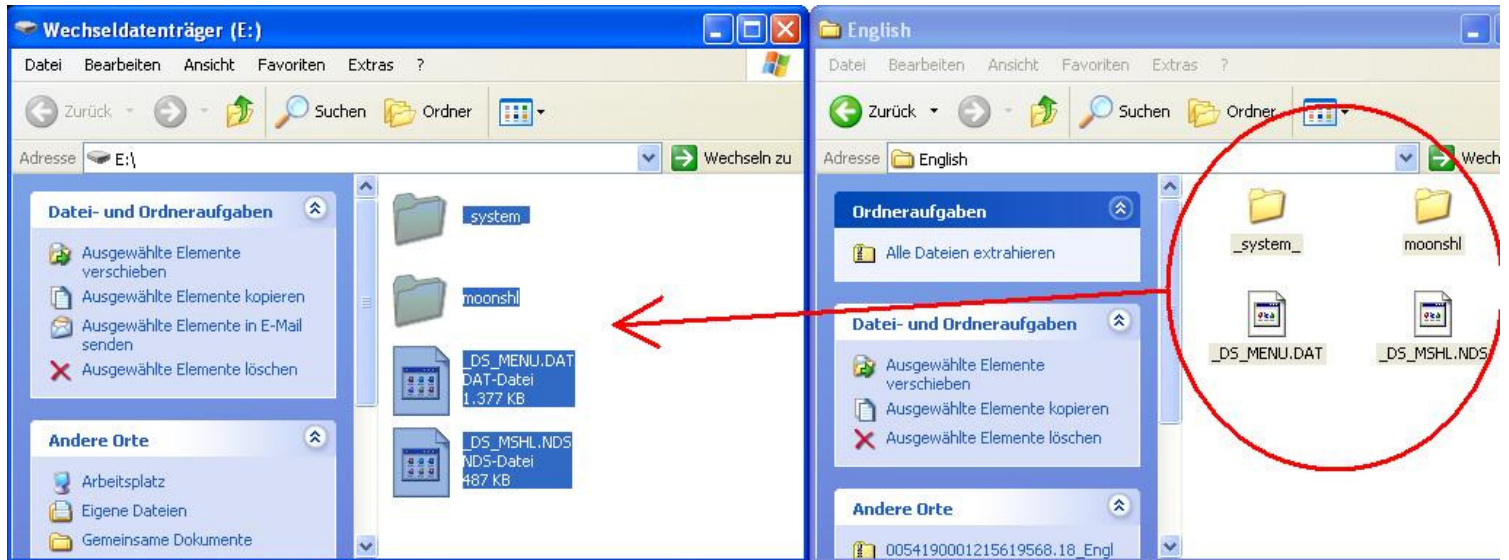 Wechseldatenträger (E:)
Datei Bearbeiten Ansicht Favoriten Extras ?
Zurück Suchen Ordner
Adresse E:\ Wechseln zu
Datei- und Ordneraufgaben
Ausgewählte Elemente
verschieben
Ausgewählte Elemente kopieren
Ausgewählte Elemente in E-Mail
senden
Ausgewählte Elemente löschen
Andere Orte
Arbeitsplatz
Eigene Dateien
Gemeinsame Dokumente
_system_
moonshl
_DS_MENU.DAT
DAT-Datei
1.377 KB
_DS_MSHL.NDS
NDS-Datei
487 KB
English
Datei Bearbeiten Ansicht Favoriten Extras ?
Zurück Suchen Ordner
Adresse English Wech
Ordneraufgaben
Alle Dateien extrahieren
Datei- und Ordneraufgaben
Ausgewählte Elemente
verschieben
Ausgewählte Elemente kopieren
Ausgewählte Elemente löschen
Andere Orte
0054190001215619568.18_Engl
_system_ moonshl
_DS_MENU.DAT _DS_MSHL.NDS